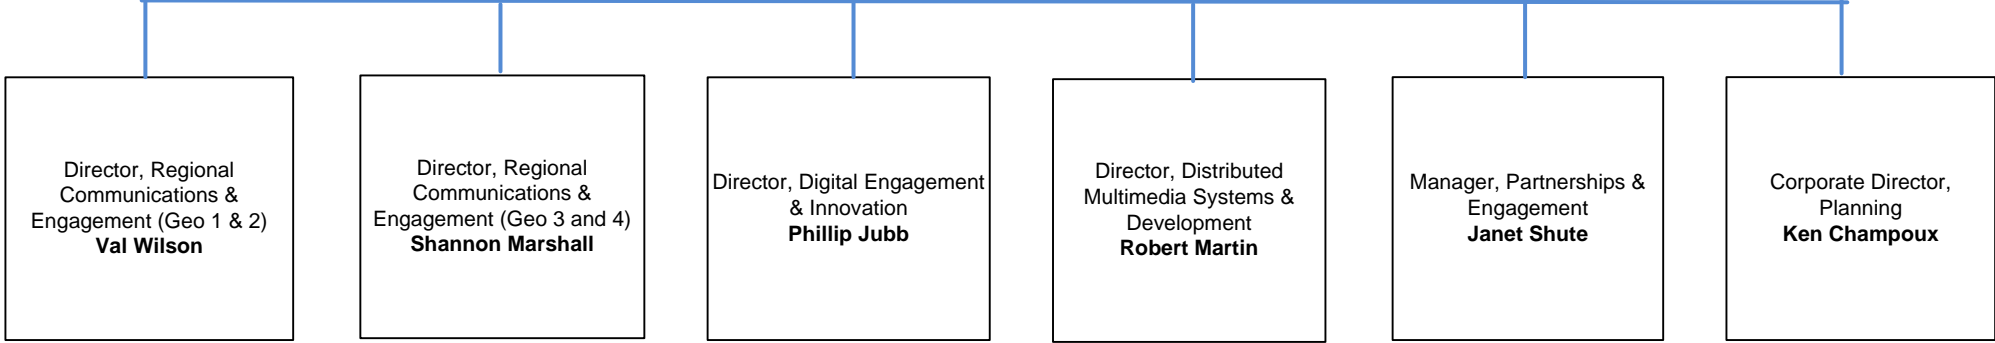 Director, Regional
Communications &
Engagement (Geo 1 & 2)
Val Wilson
Director, Regional
Communications &
Engagement (Geo 3 and 4)
Shannon Marshall
Director, Digital Engagement
& Innovation
Phillip Jubb
Director, Distributed
Multimedia Systems &
Development
Robert Martin
Manager, Partnerships &
Engagement
Janet Shute
Corporate Director,
Planning
Ken Champoux